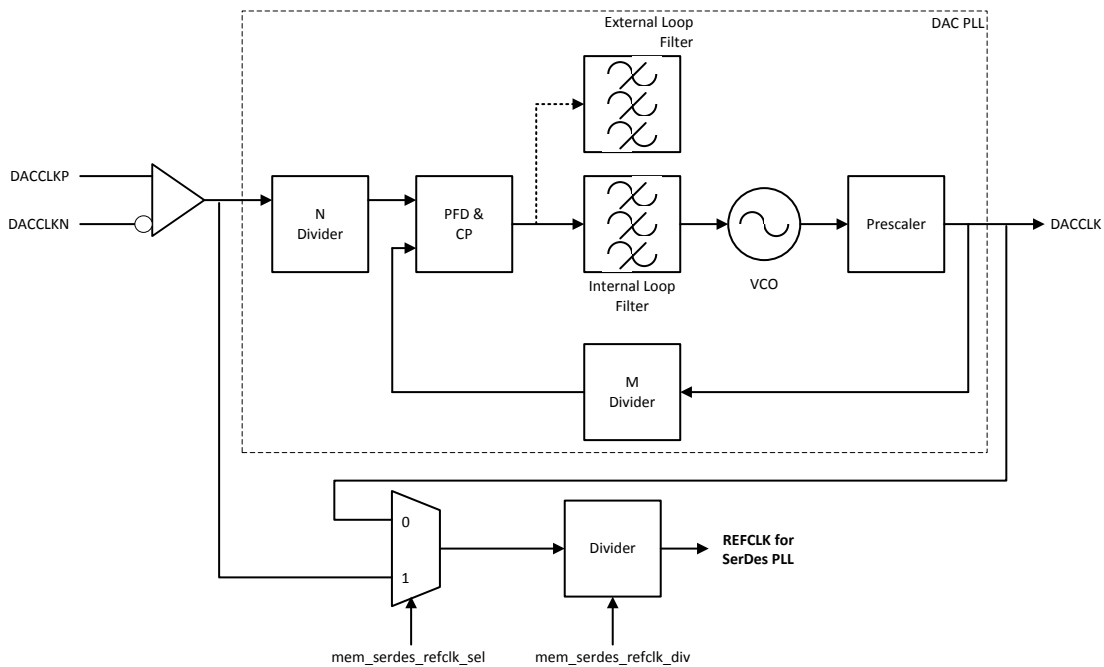 External Loop
Filter
DAC PLL
DACCLKP
DACCLKN
N
Divider
PFD &
CP
Internal Loop
Filter
VCO
Prescaler
DACCLK
M
Divider
0
1
Divider
REFCLK for
SerDes PLL
mem_serdes_refclk_sel
mem_serdes_refclk_div